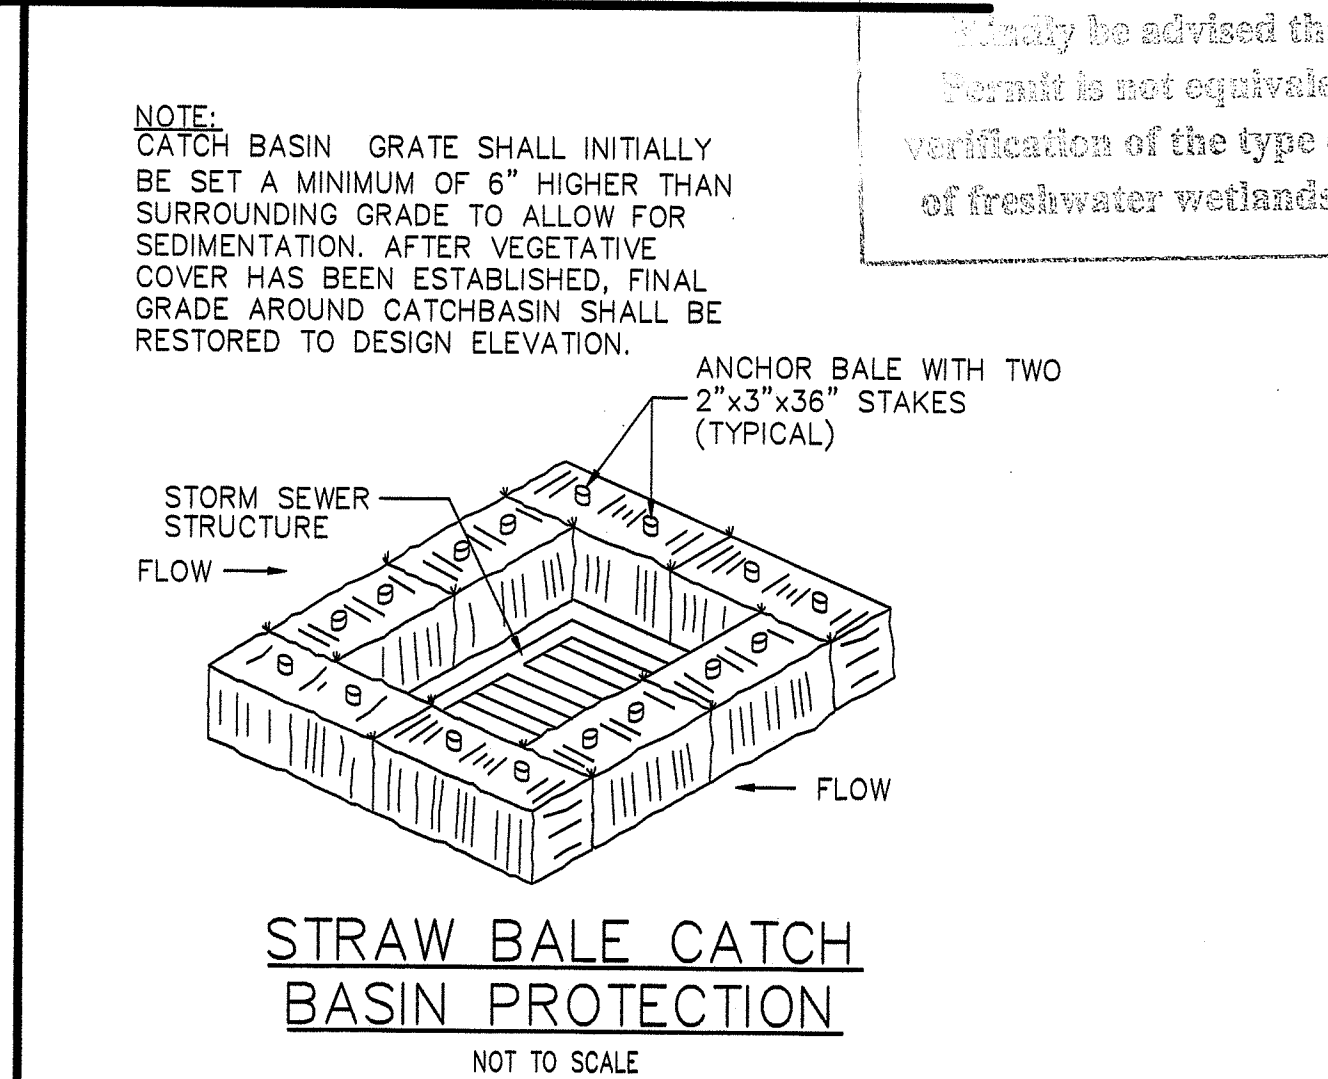 Kindly be advised th
Permit is not equivale
verification of the type
of freshwater wetlands
NOTE:
CATCH BASIN GRATE SHALL INITIALLY
BE SET A MINIMUM OF 6" HIGHER THAN
SURROUNDING GRADE TO ALLOW FOR
SEDIMENTATION. AFTER VEGETATIVE
COVER HAS BEEN ESTABLISHED, FINAL
GRADE AROUND CATCHBASIN SHALL BE
RESTORED TO DESIGN ELEVATION.
ANCHOR BALE WITH TWO
2"x3"x36" STAKES
(TYPICAL)
STORM SEWER
STRUCTURE
FLOW
FLOW
STRAW BALE CATCH
BASIN PROTECTION
NOT TO SCALE